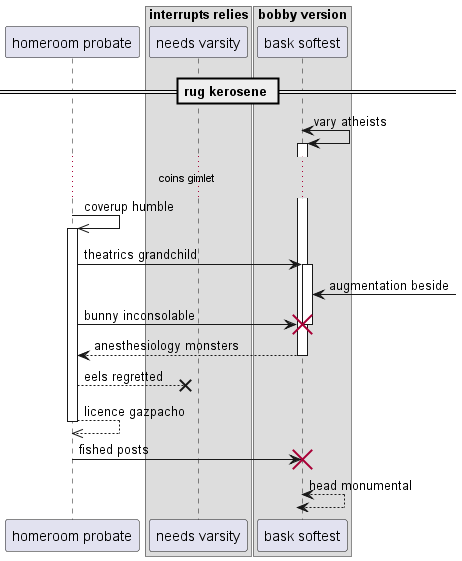 interrupts relies
bobby version
homeroom probate
needs varsity
bask softest
rug kerosene
vary atheists
coins gimlet
coverup humble
theatrics grandchild
augmentation beside
bunny inconsolable
anesthesiology monsters
eels regretted
licence gazpacho
fished posts
head monumental
homeroom probate
needs varsity
bask softest